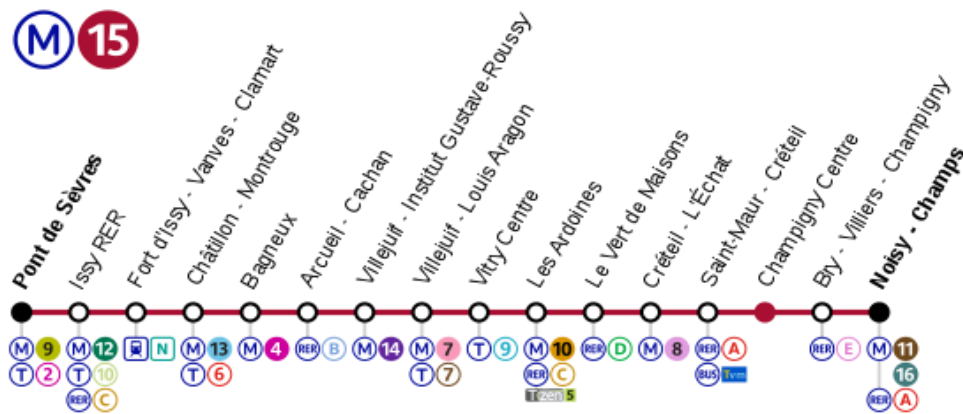 M 15
Pont de Sèvres
Issy RER
Fort d'Issy - Vanves - Clamart
Châtillon - Montrouge
Bagneux
Arcueil - Cachan
Villejuif - Institut Gustave-Roussy
Villejuif - Louis Aragon
Vitry Centre
Les Ardoines
Le Vert de Maisons
Créteil - L'Échat
Saint-Maur - Créteil
Champigny Centre
Bry - Villiers - Champigny
Noisy - Champs
M 9 M 12 N M 13 M 4 RER B M 14 M 7 T 9 M 10 RER D M 8 RER A RER E M 11
T 2 T 10 T 6 T 7 RER C BUS Tvm 16
RER C Tzen 5 RER A